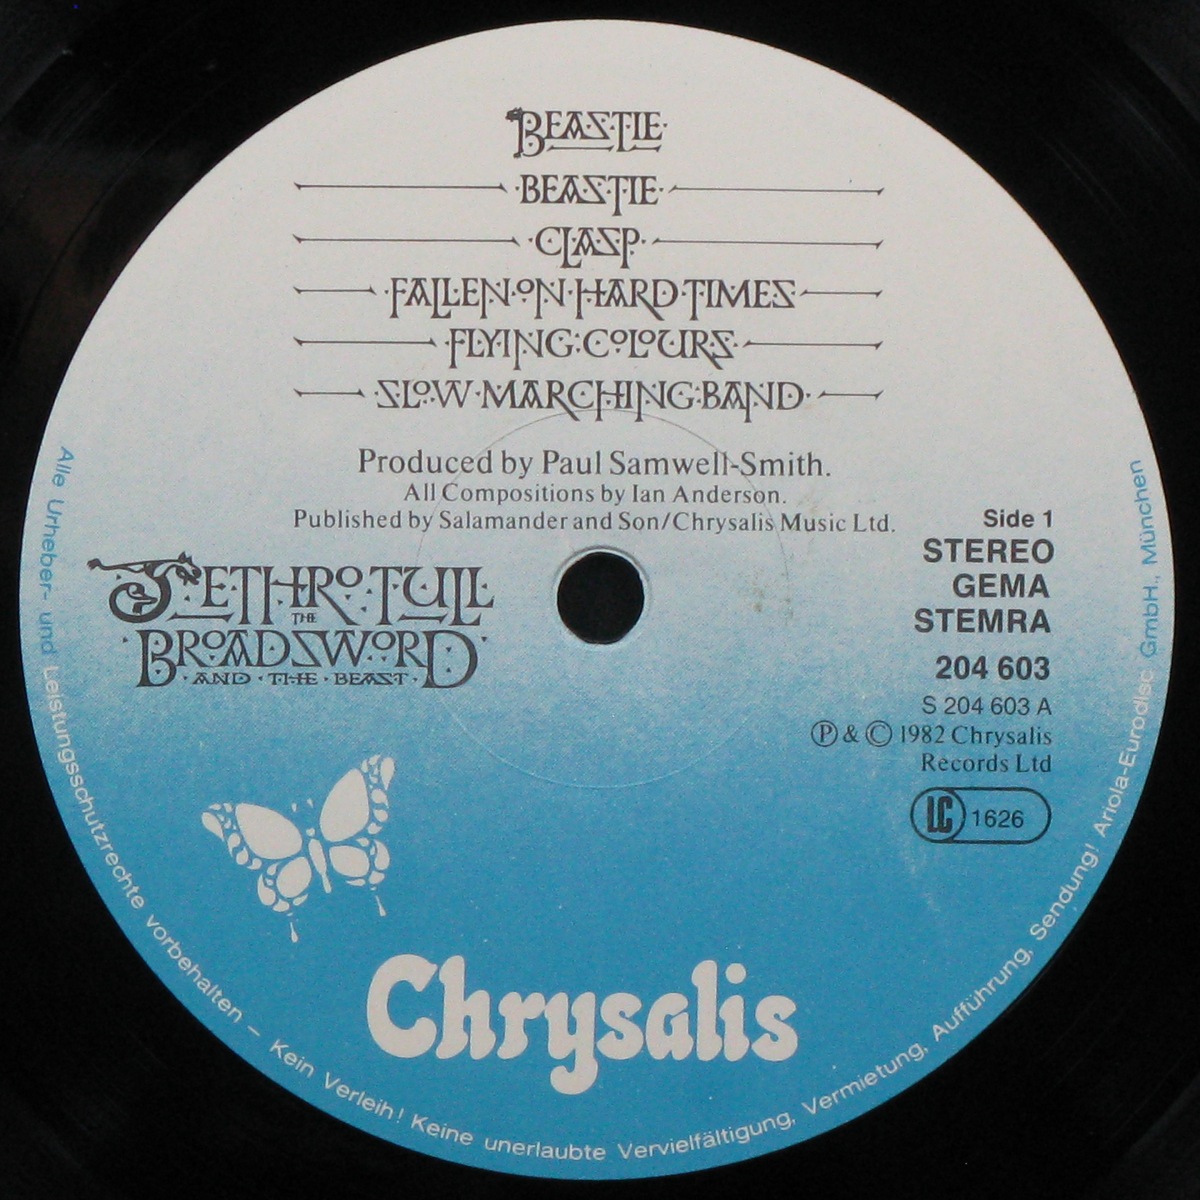 BEASTIE
·BEASTIE·
·CLASP·
·FALLEN·ON·HARD·TIMES
·FLYING·COLOURS·
·SLOW·MARCHING·BAND·
Produced by Paul Samwell-Smith.
All Compositions by Ian Anderson.
Published by Salamander and Son/Chrysalis Music Ltd.
JETHRO TULL
THE
BROADSWORD
·AND·THE·BEAST·
Side 1
STEREO
GEMA
STEMRA
204 603
S 204 603 A
Ⓟ & © 1982 Chrysalis
Records Ltd
LC 1626
Chrysalis
Alle Urheber- und Leistungsschutzrechte vorbehalten – Kein Verleih! Keine unerlaubte Vervielfältigung, Vermietung, Aufführung, Sendung! Ariola-Eurodisc GmbH., München